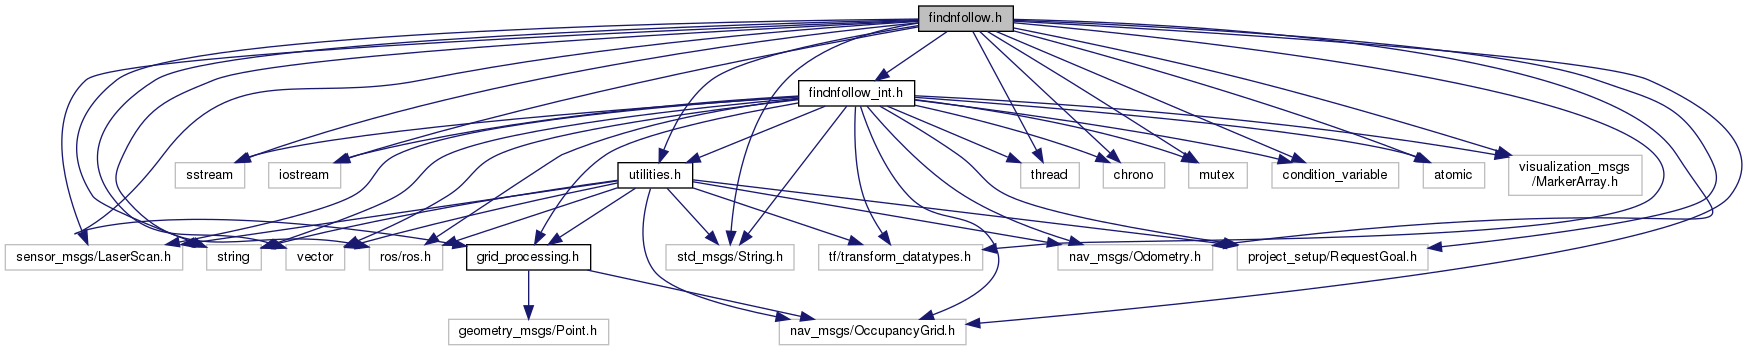 findnfollow.h
findnfollow_int.h
sstream
iostream
utilities.h
thread
chrono
mutex
condition_variable
atomic
visualization_msgs
/MarkerArray.h
sensor_msgs/LaserScan.h
string
vector
ros/ros.h
grid_processing.h
std_msgs/String.h
tf/transform_datatypes.h
nav_msgs/Odometry.h
project_setup/RequestGoal.h
geometry_msgs/Point.h
nav_msgs/OccupancyGrid.h